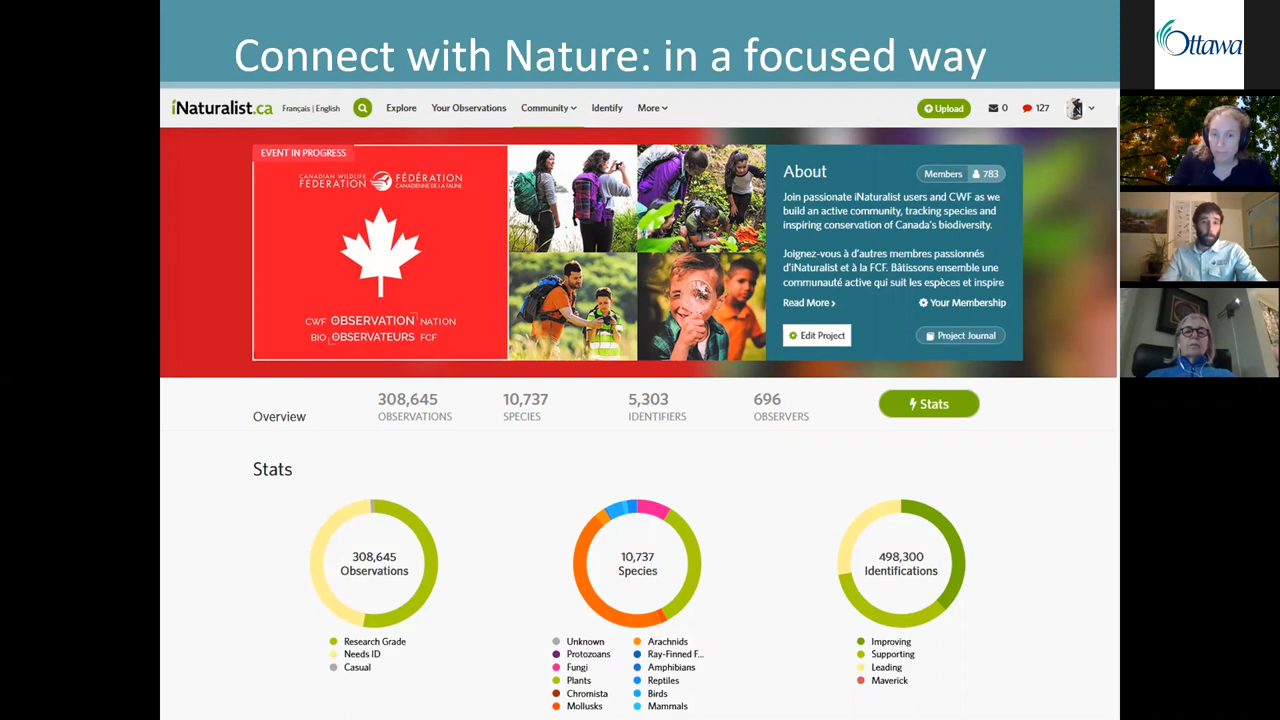 Connect with Nature: in a focused way
Ottawa
iNaturalist.ca Français | English Explore Your Observations Community Identify More Upload 0 127
EVENT IN PROGRESS
CANADIAN WILDLIFE FEDERATION FÉDÉRATION CANADIENNE DE LA FAUNE
CWF OBSERVATION NATION
BIO OBSERVATEURS FCF
About
Members 783
Join passionate iNaturalist users and CWF as we
build an active community, tracking species and
inspiring conservation of Canada's biodiversity.
Joignez-vous à d'autres membres passionnés
d'iNaturalist et à la FCF. Bâtissons ensemble une
communauté active qui suit les espèces et inspire
Read More > Your Membership
Edit Project Project Journal
Overview
308,645 OBSERVATIONS
10,737 SPECIES
5,303 IDENTIFIERS
696 OBSERVERS
Stats
Stats
308,645
Observations
Research Grade
Needs ID
Casual
10,737
Species
Unknown
Protozoans
Fungi
Plants
Chromista
Mollusks
Arachnids
Ray-Finned F...
Amphibians
Reptiles
Birds
Mammals
498,300
Identifications
Improving
Supporting
Leading
Maverick